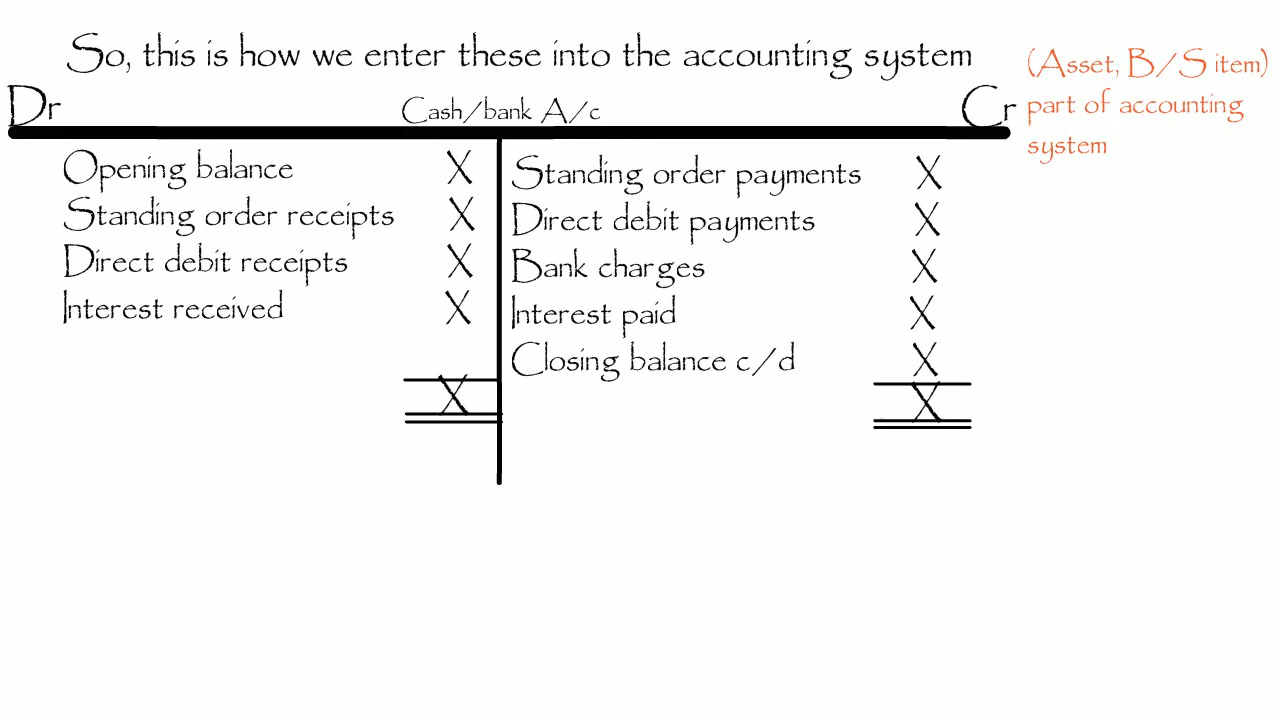 So, this is how we enter these into the accounting system
(Asset, B/S item)
part of accounting
system
Dr Cash/bank A/c Cr
Opening balance X
Standing order receipts X
Direct debit receipts X
Interest received X
X
Standing order payments X
Direct debit payments X
Bank charges X
Interest paid X
Closing balance c/d X
X